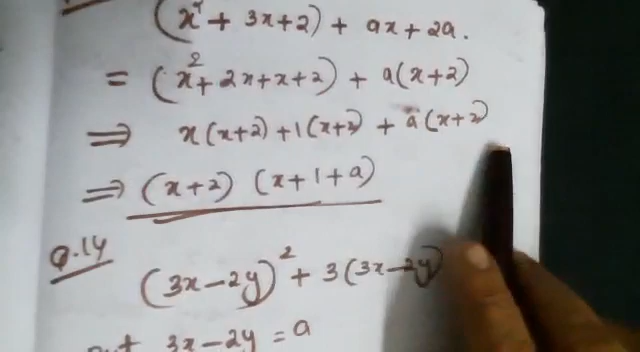 (x² + 3x+2) + ax + 2a.
= (x²+ 2x+x+2) + a(x+2)
⇒ x(x+2) +1(x+2) + a(x+2)
⇒ (x+2) (x+1+a)
Q.14
(3x-2y)² + 3(3x-2y)
3x-2y = a